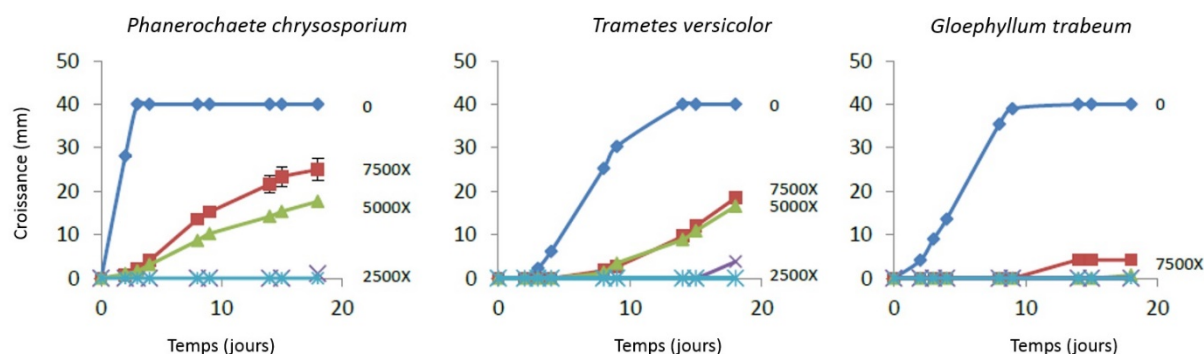 Phanerochaete chrysosporium
Trametes versicolor
Gloephyllum trabeum
Croissance (mm)
50
40
30
20
10
0
0
10
20
0
7500X
5000X
2500X
Temps (jours)
50
40
30
20
10
0
0
10
20
0
7500X
5000X
2500X
Temps (jours)
50
40
30
20
10
0
0
10
20
0
7500X
Temps (jours)